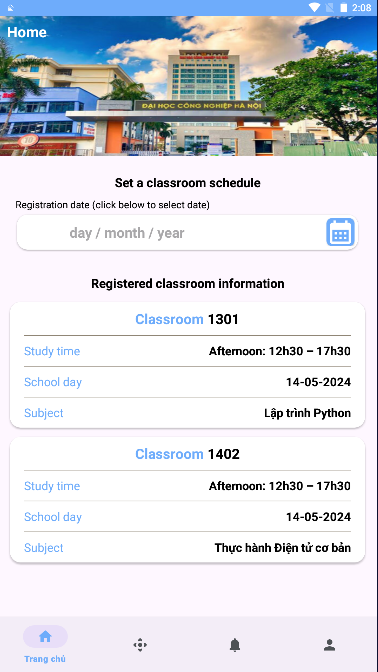 2:08
Home
ĐẠI HỌC CÔNG NGHIỆP HÀ NỘI
Set a classroom schedule
Registration date (click below to select date)
day / month / year
Registered classroom information
Classroom 1301
Study time Afternoon: 12h30 – 17h30
School day 14-05-2024
Subject Lập trình Python
Classroom 1402
Study time Afternoon: 12h30 – 17h30
School day 14-05-2024
Subject Thực hành Điện tử cơ bản
Trang chủ